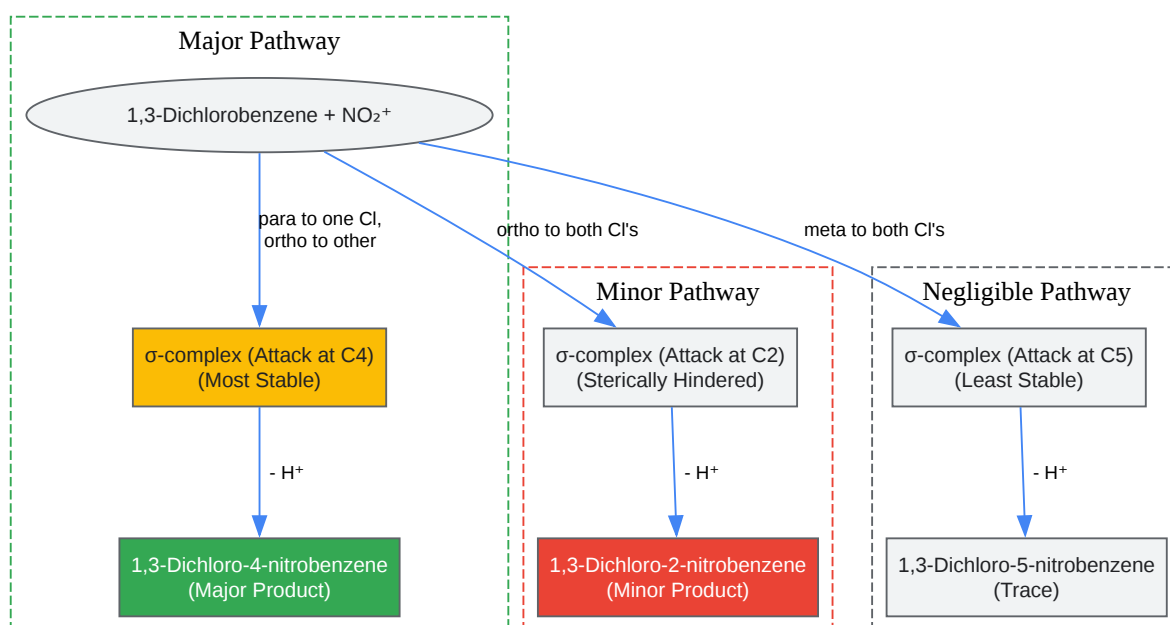 Major Pathway
1,3-Dichlorobenzene + NO₂⁺
para to one Cl,
ortho to other
ortho to both Cl's
meta to both Cl's
Minor Pathway
Negligible Pathway
σ-complex (Attack at C4)
(Most Stable)
σ-complex (Attack at C2)
(Sterically Hindered)
σ-complex (Attack at C5)
(Least Stable)
- H⁺
- H⁺
- H⁺
1,3-Dichloro-4-nitrobenzene
(Major Product)
1,3-Dichloro-2-nitrobenzene
(Minor Product)
1,3-Dichloro-5-nitrobenzene
(Trace)